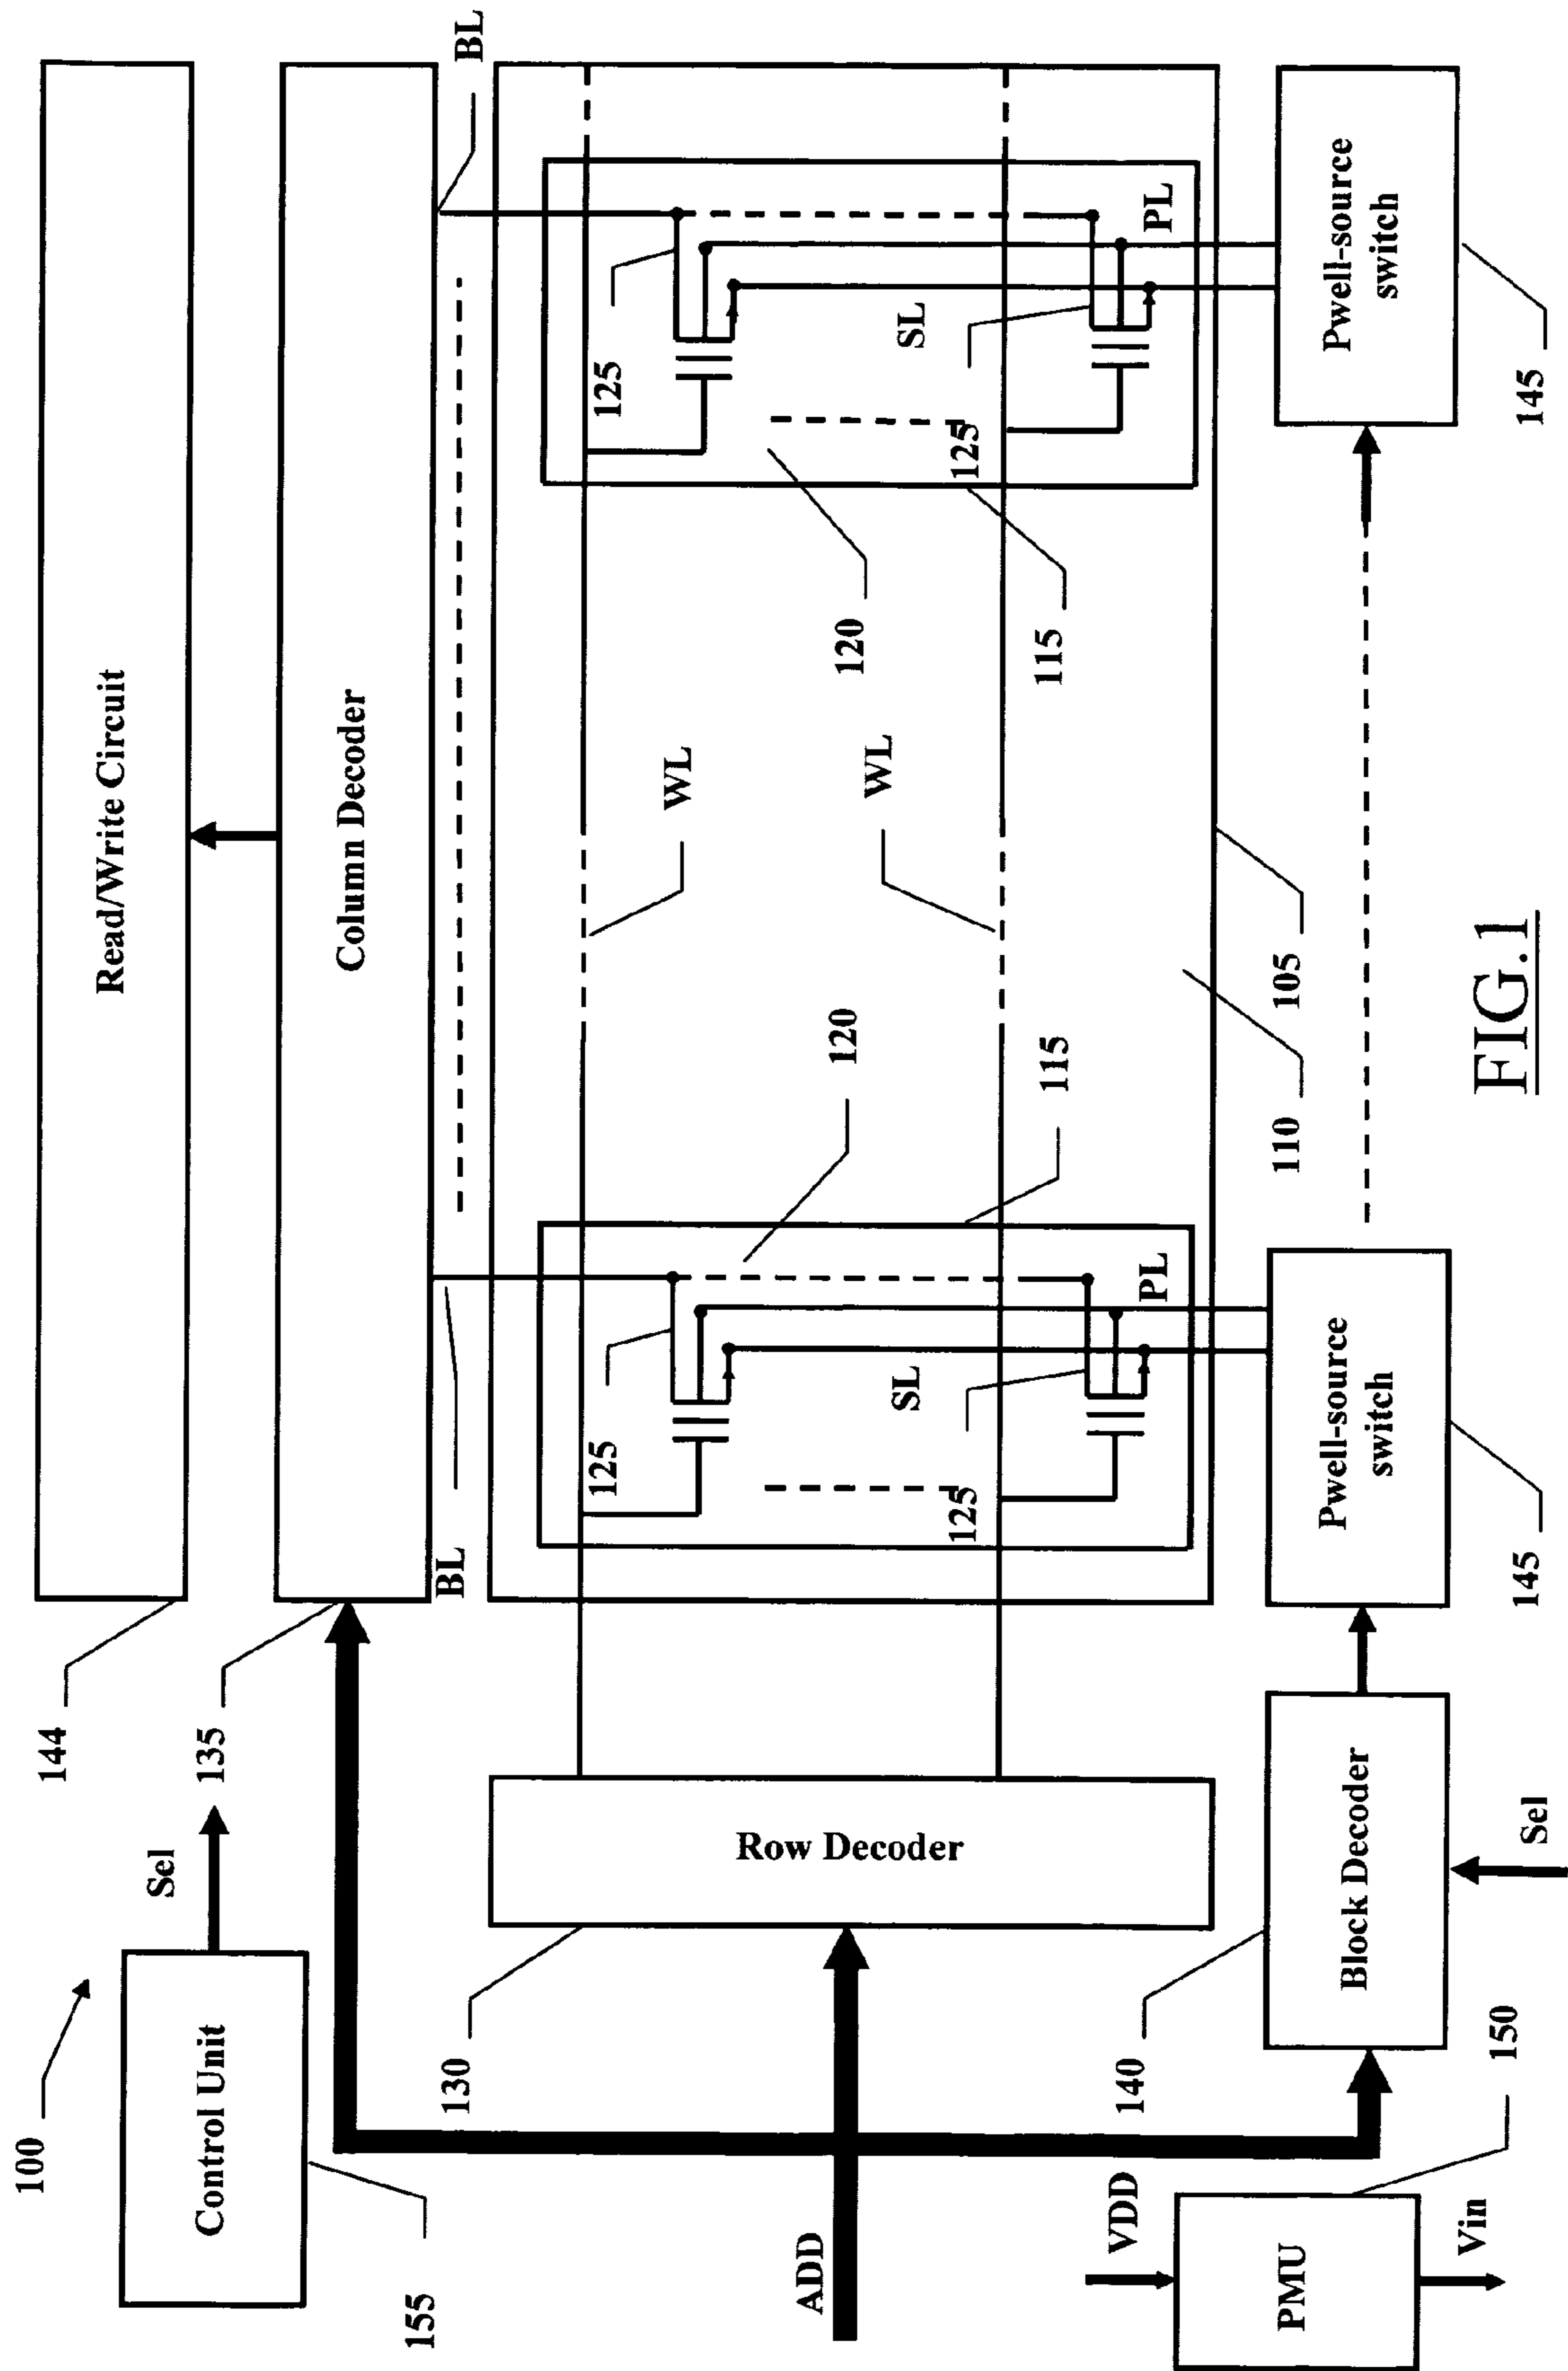 100
Control Unit
155
Sel
144
Read/Write Circuit
135
Column Decoder
BL
BL
ADD
130
Row Decoder
WL
WL
125
125
SL
PL
120
115
125
125
SL
PL
120
115
110
105
VDD
PMU
Vin
150
140
Block Decoder
Sel
Pwell-source
switch
145
Pwell-source
switch
145
FIG.1